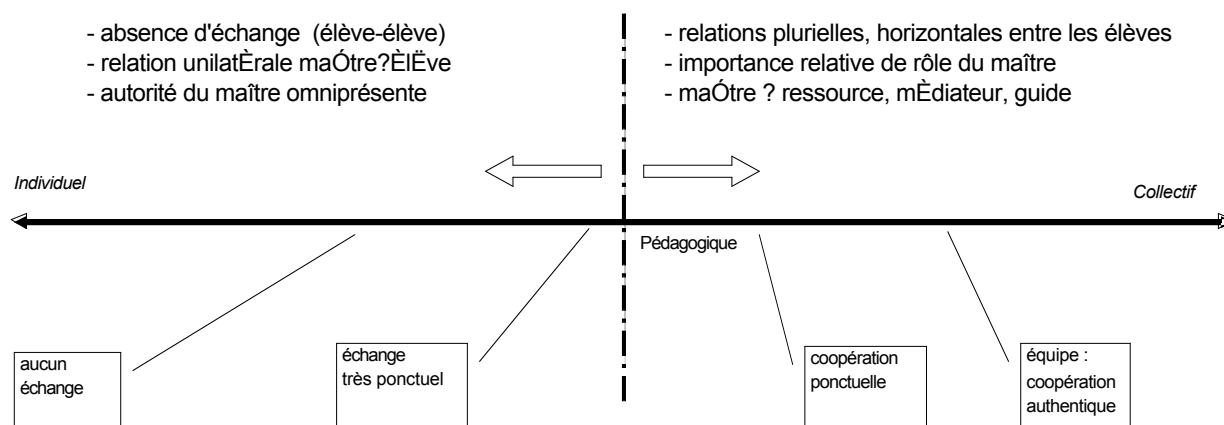 - absence d'échange (élève-élève)
- relation unilatÈrale maÓtre?ÈlËve
- autorité du maître omniprésente
- relations plurielles, horizontales entre les élèves
- importance relative de rôle du maître
- maÓtre ? ressource, mÈdiateur, guide
Individuel
Collectif
Pédagogique
aucun
échange
échange
très ponctuel
coopération
ponctuelle
équipe :
coopération
authentique